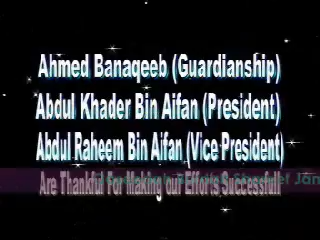 Ahmed Banaqeeb (Guardianship)
Abdul Khader Bin Aifan (President)
Abdul Raheem Bin Aifan (Vice President)
Are Thankful For Making our Efforts Successfull